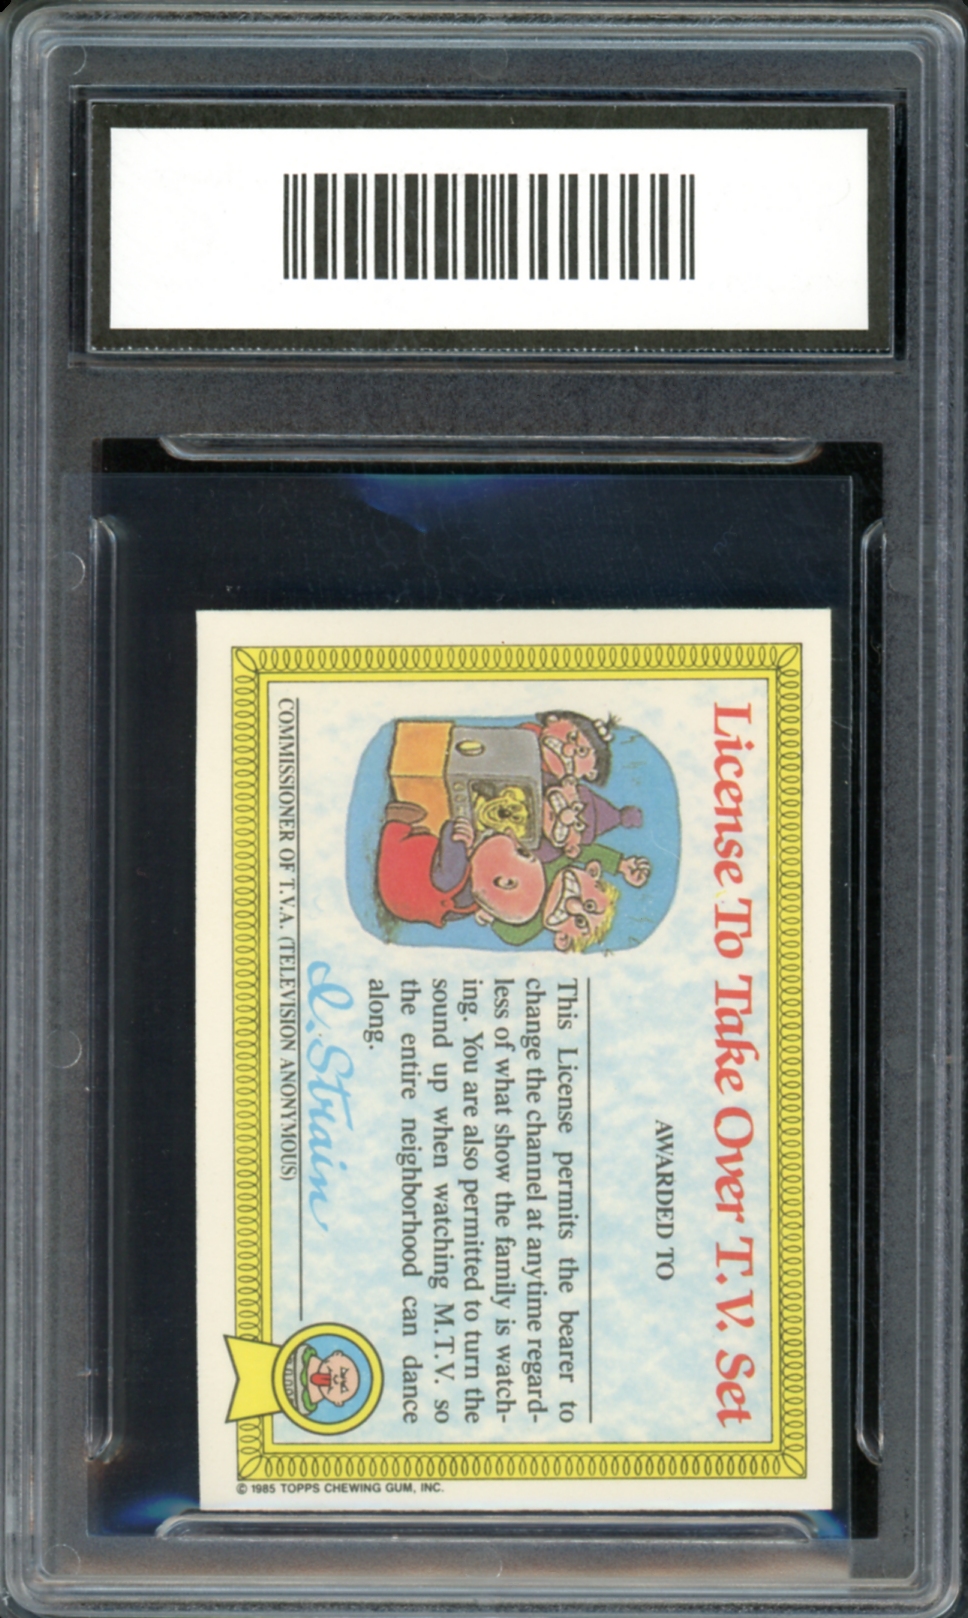 License To Take Over T.V. Set
AWARDED TO
This License permits the bearer to
change the channel at anytime regard-
less of what show the family is watch-
ing. You are also permitted to turn the
sound up when watching M.T.V. so
the entire neighborhood can dance
along.
I. Strain
COMMISSIONER OF T.V.A. (TELEVISION ANONYMOUS)
© 1985 TOPPS CHEWING GUM, INC.